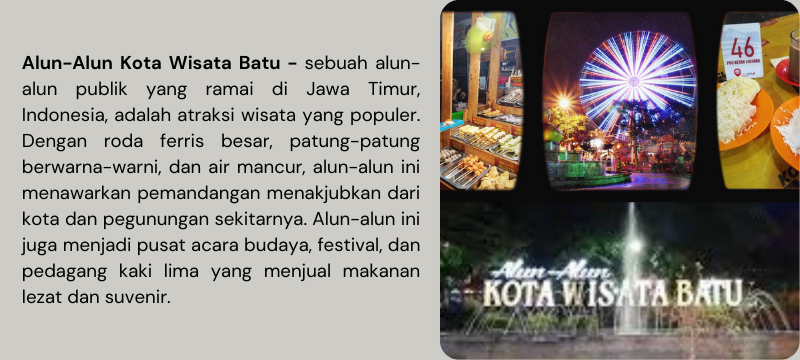 Alun-Alun Kota Wisata Batu - sebuah alun-
alun publik yang ramai di Jawa Timur,
Indonesia, adalah atraksi wisata yang populer.
Dengan roda ferris besar, patung-patung
berwarna-warni, dan air mancur, alun-alun ini
menawarkan pemandangan menakjubkan dari
kota dan pegunungan sekitarnya. Alun-alun ini
juga menjadi pusat acara budaya, festival, dan
pedagang kaki lima yang menjual makanan
lezat dan suvenir.
46
Alun-Alun
KOTA WISATA BATU